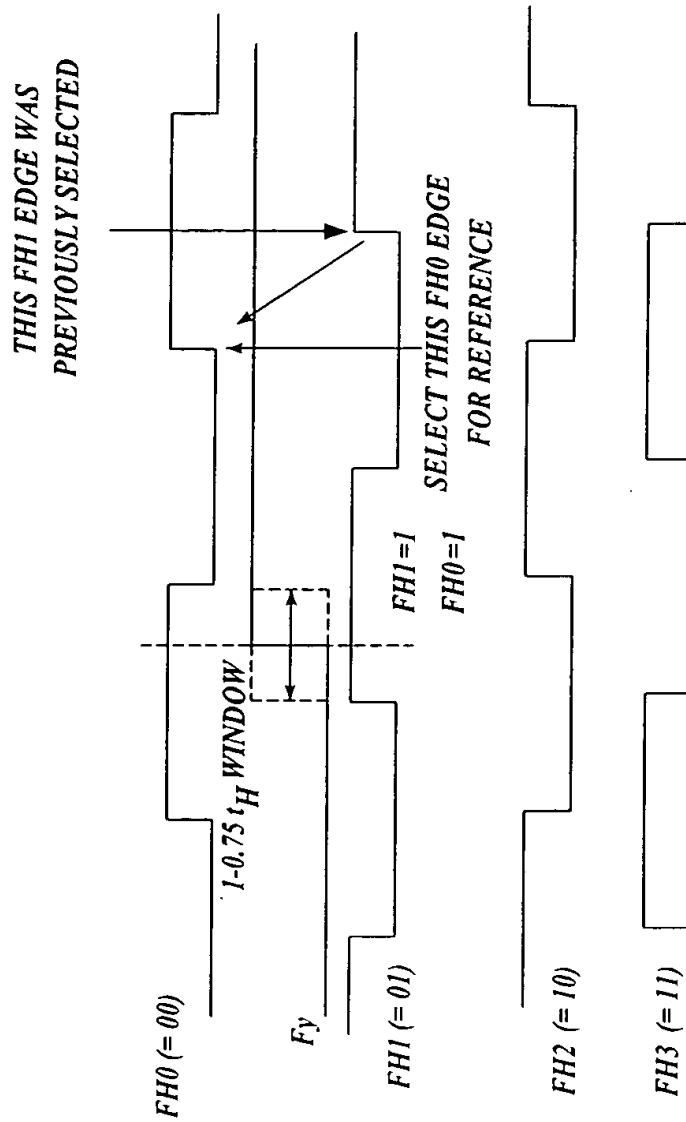 THIS FH1 EDGE WAS
PREVIOUSLY SELECTED
FH0 (= 00)
1-0.75 tH WINDOW
Fy
FH1 (= 01)
FH1=1
FH0=1
SELECT THIS FH0 EDGE
FOR REFERENCE
FH2 (= 10)
FH3 (= 11)